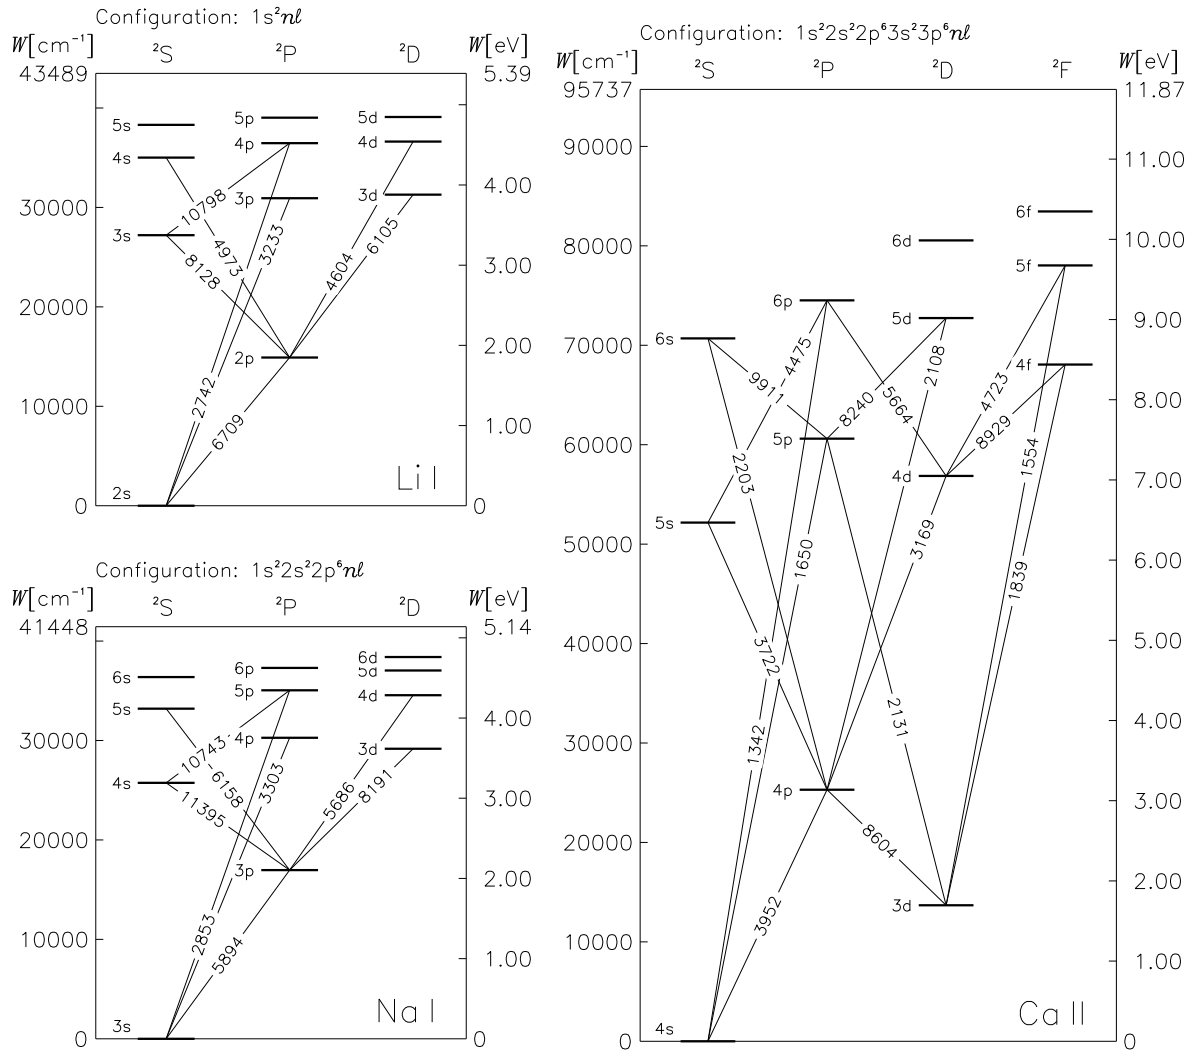 Configuration: 1s²nℓ
W[cm⁻¹] ²S ²P ²D W[eV]
43489 5.39
5s 5p 5d
4s 4p 4d
4.00
30000 3p 3d
10798
3s 4973 3233 6105
8128 4604 3.00
20000
2p 2.00
2742
10000 6709 1.00
Li I
2s
0 0
Configuration: 1s²2s²2p⁶nℓ
W[cm⁻¹] ²S ²P ²D W[eV]
41448 5.14
6s 6p 6d
5d
5s 5p 4d
4.00
30000 4p 3d
10743
4s 6158 3303 5686 8191 3.00
11395
20000
3p 2.00
2853
10000 5894 1.00
Na I
3s
0 0
Configuration: 1s²2s²2p⁶3s²3p⁶nℓ
W[cm⁻¹] ²S ²P ²D ²F W[eV]
95737 11.87
90000 11.00
6f
80000 6d 10.00
5f
6p 5d 9.00
70000 6s 4475 2108 4f
9911 8240 5664 4723 8.00
60000 5p 8929
2203 4d 1554 7.00
5s
50000 1650 3169 6.00
1839
40000 3722 5.00
2131 4.00
30000 1342
4p 3.00
20000 8604
3d 2.00
10000 3952 1.00
Ca II
4s
0 0